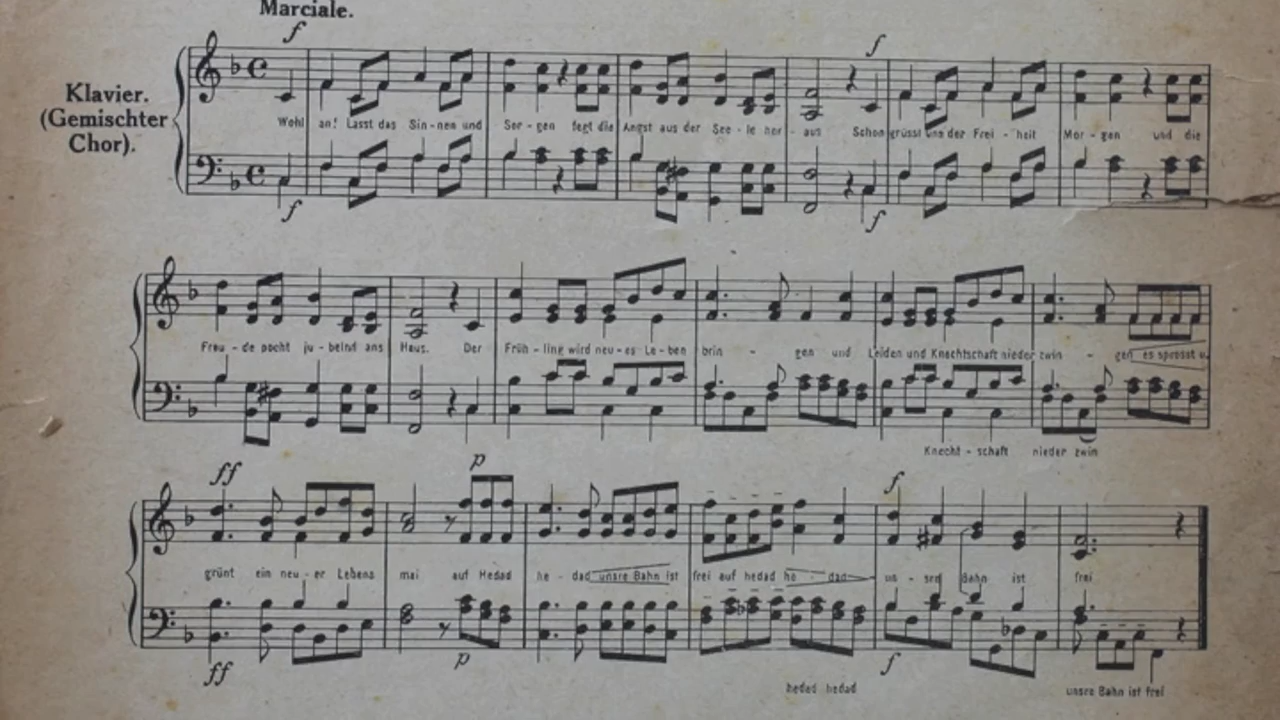 Marciale.
f
Klavier.
(Gemischter
Chor).
Wohl an! Lasst das Sin-nen und Sor-gen fegt die Angst aus der See-le her-aus Schon grüsst uns der Frei-heit Mor-gen und die
f f
Freu-de pocht ju-belnd ans Haus. Der Früh-ling wird neu-es Le-ben brin - gen und Leiden und Knechtschaft nieder zwin - gen es sprosst u.
Knecht-schaft nieder zwin
ff p f
grünt ein neu-er Lebens mai auf Hedad he-dad unsre Bahn ist frei auf hedad he - dad un-sre Bahn ist frei
ff p f
hedad hedad unsre Bahn ist frei